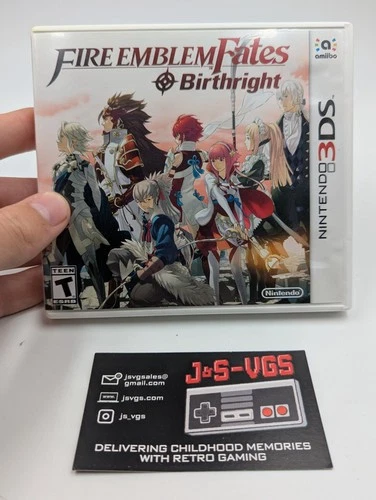 FIRE EMBLEM Fates
Birthright
amiibo
NINTENDO 3DS
TEEN
T
ESRB
Nintendo
J&S-VGS
jsvgsales@
gmail.com
jsvgs.com
js_vgs
DELIVERING CHILDHOOD MEMORIES
WITH RETRO GAMING